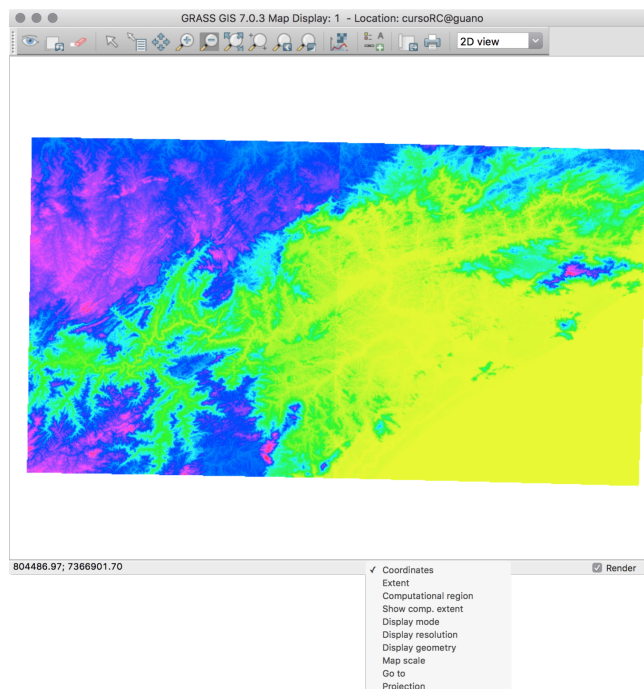 GRASS GIS 7.0.3 Map Display: 1 - Location: cursoRC@guano
2D view
804486.97; 7366901.70
✓ Coordinates
Render
Extent
Computational region
Show comp. extent
Display mode
Display resolution
Display geometry
Map scale
Go to
Projection